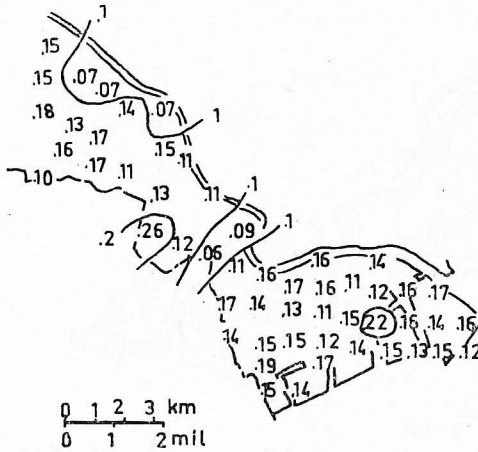 .1
.15
.15 .07
.07
.18 .14 .07 1
.13
.17
.16 .15
.17 .11 .11
.10
.13 .11 .1
.2 .26 .12 .09 .1
.06
.11 .16 .16 .14
.17 .16 .11 .12 .16 .17
.17 .14 .13 .11 .15 .22 .16 .14 .16
.14 .15 .15 .12 .14 .15 .13 .15 .12
.19 .17
.15 .14
0 1 2 3 km
0 1 2 mil